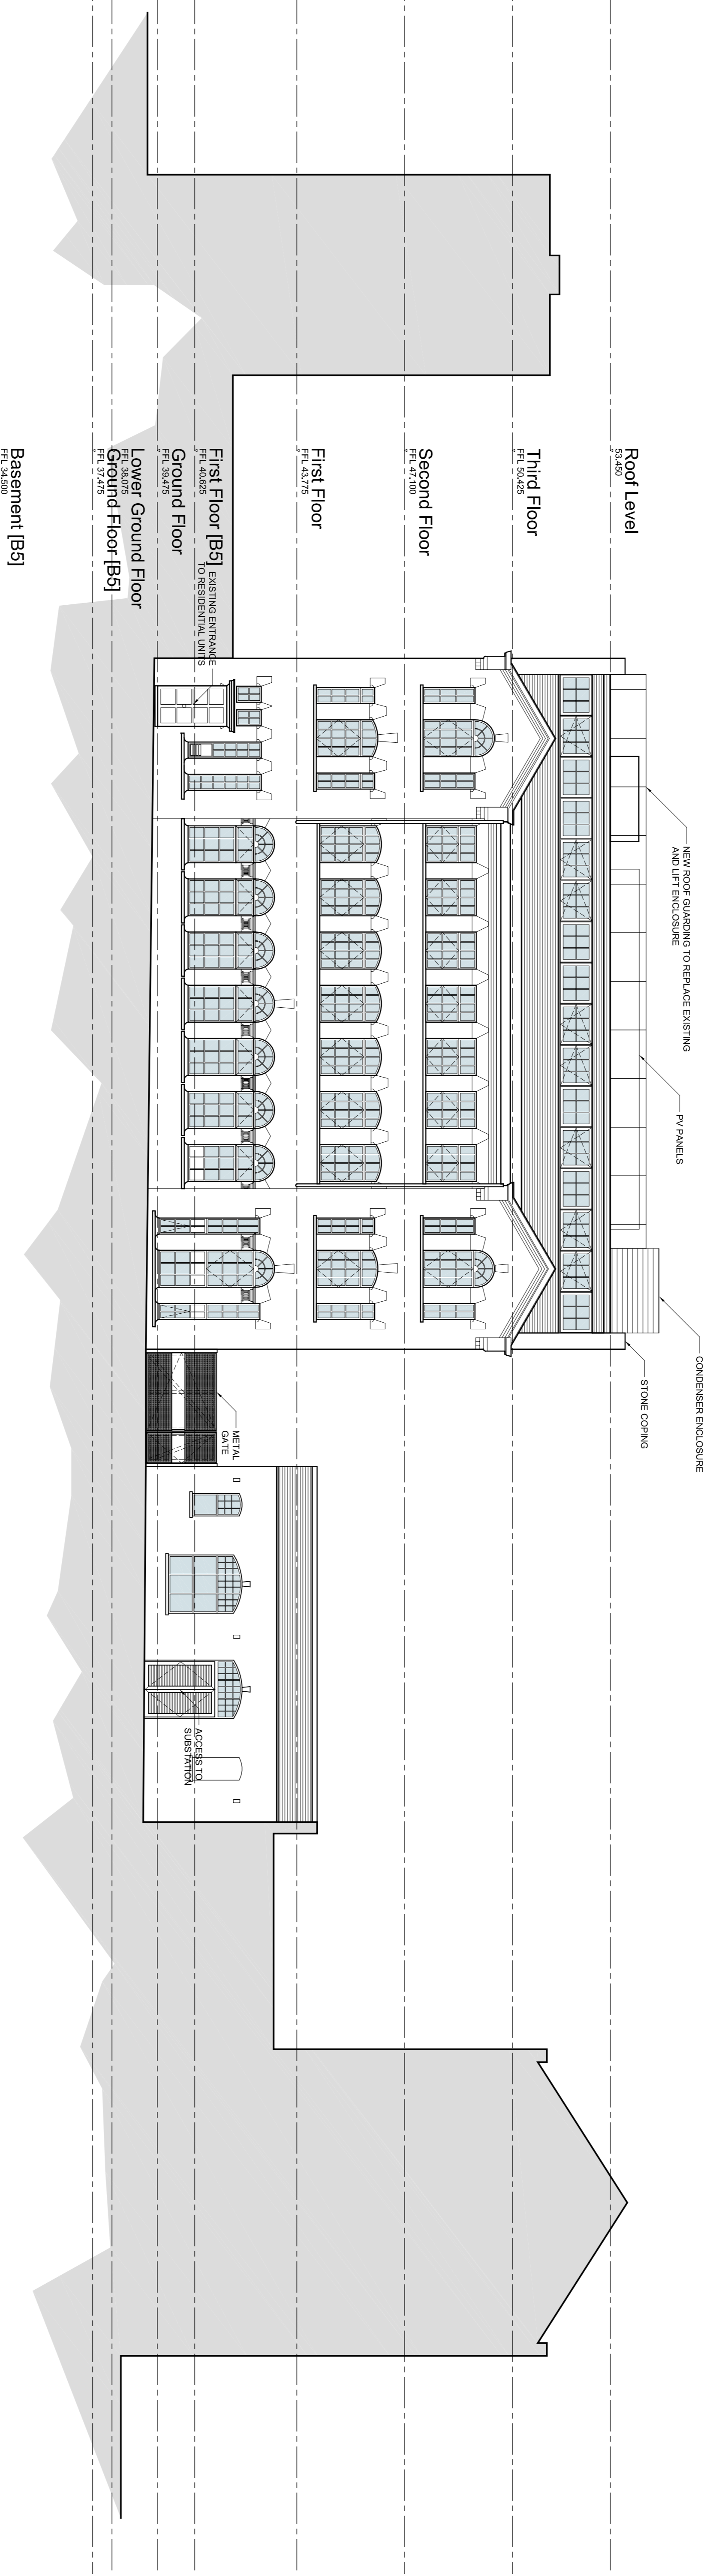 CONDENSER ENCLOSURE
NEW ROOF GUARDING TO REPLACE EXISTING
AND LIFT ENCLOSURE
PV PANELS
STONE COPING
Roof Level
53.450
Third Floor
FFL 50.425
Second Floor
FFL 47.100
First Floor
FFL 43.775
First Floor [B5]
FFL 40.625
EXISTING ENTRANCE
TO RESIDENTIAL UNITS
METAL
GATE
ACCESS TO
SUBSTATION
Ground Floor
FFL 39.475
Lower Ground Floor
FFL 38.075
Ground Floor [B5]
FFL 37.475
Basement [B5]
FFL 34.500